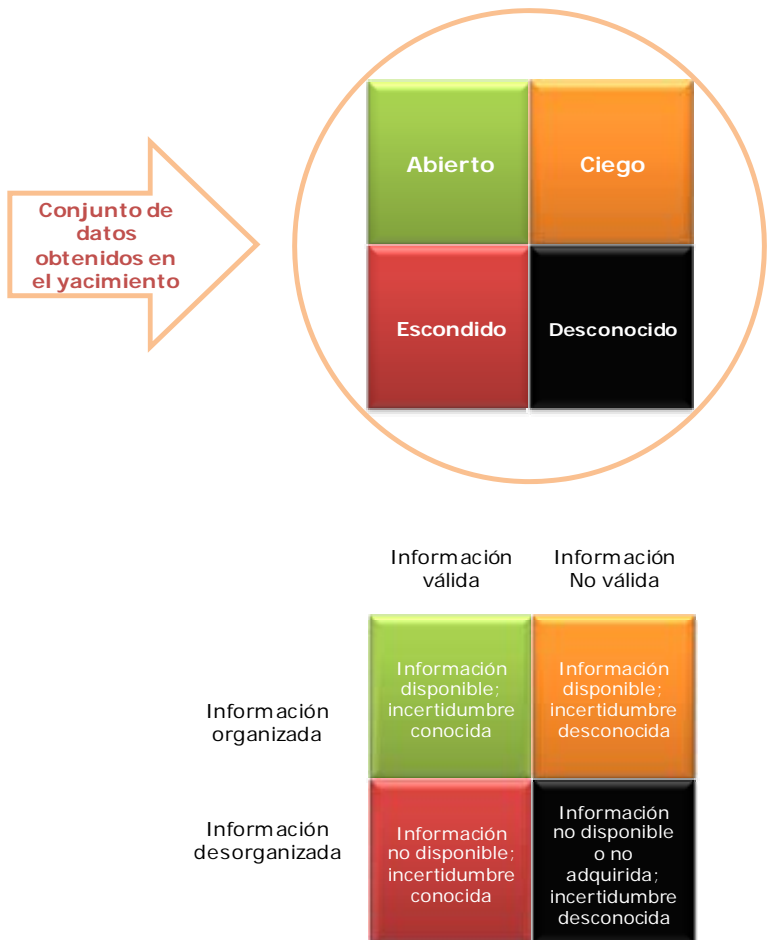 Abierto
Ciego
Conjunto de
datos
obtenidos en
el yacimiento
Escondido
Desconocido
Información
válida
Información
No válida
Información
organizada
Información
disponible;
incertidumbre
conocida
Información
disponible;
incertidumbre
desconocida
Información
desorganizada
Información
no disponible;
incertidumbre
conocida
Información
no disponible
o no
adquirida;
incertidumbre
desconocida